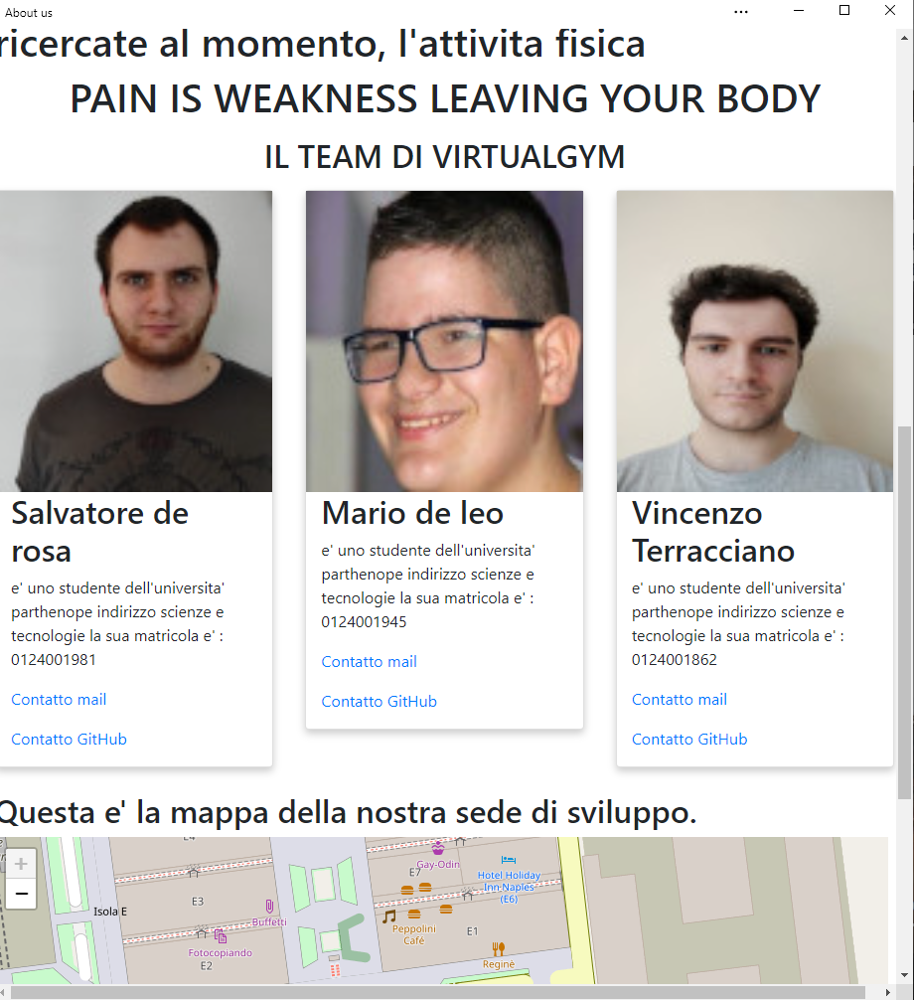 About us
ricercate al momento, l'attivita fisica
PAIN IS WEAKNESS LEAVING YOUR BODY
IL TEAM DI VIRTUALGYM
Salvatore de
rosa
e' uno studente dell'universita'
parthenope indirizzo scienze e
tecnologie la sua matricola e' :
0124001981
Contatto mail
Contatto GitHub
Mario de leo
e' uno studente dell'universita'
parthenope indirizzo scienze e
tecnologie la sua matricola e' :
0124001945
Contatto mail
Contatto GitHub
Vincenzo
Terracciano
e' uno studente dell'universita'
parthenope indirizzo scienze e
tecnologie la sua matricola e' :
0124001862
Contatto mail
Contatto GitHub
Questa e' la mappa della nostra sede di sviluppo.
+
−
E4
Isola E
E3
Buffetti
Fotocopiando
E2
Gay-Odin
E7
Hotel Holiday
Inn Naples
(E6)
Peppolini
Café
E1
Reginè